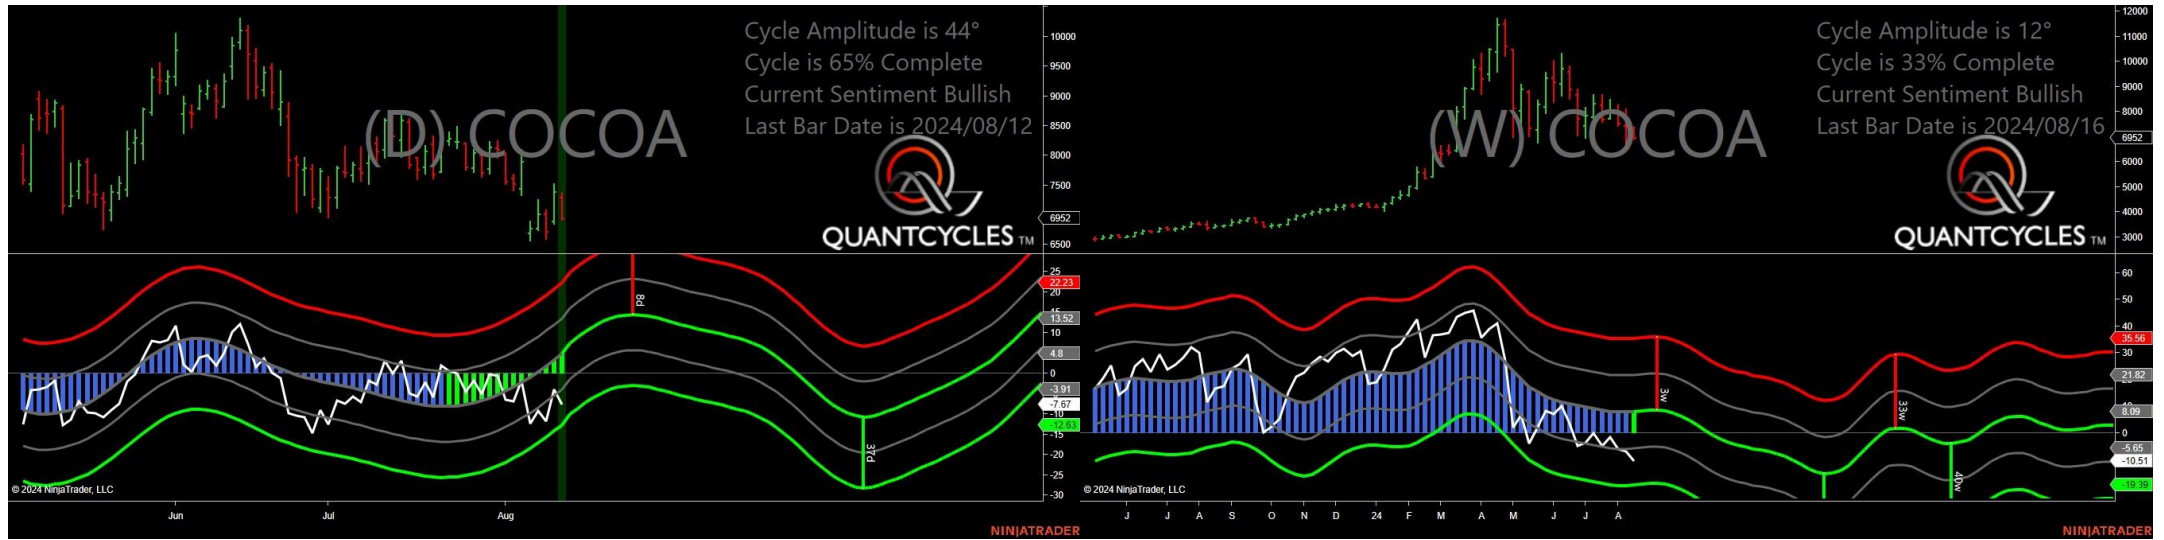 Cycle Amplitude is 44°
Cycle is 65% Complete
Current Sentiment Bullish
Last Bar Date is 2024/08/12
(D) COCOA
QUANTCYCLES TM
10000
9500
9000
8500
8000
7500
6952
6500
25
22.23
20
13.52
10
4.8
0
-3.91
-7.67
-10
-12.63
-15
-20
-25
-30
8d
37d
© 2024 NinjaTrader, LLC
Jun
Jul
Aug
NINJATRADER
Cycle Amplitude is 12°
Cycle is 33% Complete
Current Sentiment Bullish
Last Bar Date is 2024/08/16
(W) COCOA
QUANTCYCLES TM
12000
11000
10000
9000
8000
6952
6000
5000
4000
3000
60
50
40
35.56
30
21.82
8.09
0
-5.65
-10.51
-19.39
3w
33w
40w
© 2024 NinjaTrader, LLC
J J A S O N D 24 F M A M J J A
NINJATRADER